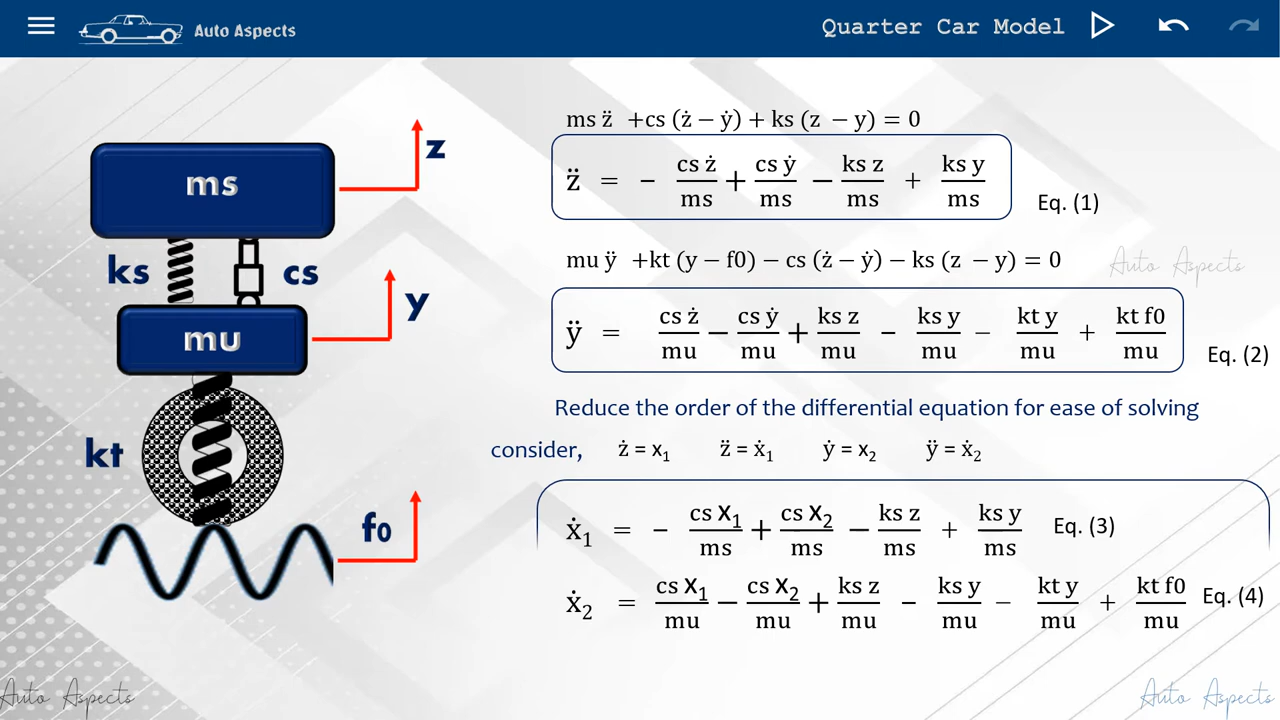 Auto Aspects
Quarter Car Model
ms
z
ks
cs
y
mu
kt
f0
ms z̈ +cs (ż − ẏ) + ks (z − y) = 0
z̈ = − cs ż/ms + cs ẏ/ms − ks z/ms + ks y/ms Eq. (1)
mu ÿ +kt (y − f0) − cs (ż − ẏ) − ks (z − y) = 0
Auto Aspects
ÿ = cs ż/mu − cs ẏ/mu + ks z/mu - ks y/mu − kt y/mu + kt f0/mu Eq. (2)
Reduce the order of the differential equation for ease of solving
consider, ż = x₁ z̈ = ẋ₁ ẏ = x₂ ÿ = ẋ₂
ẋ₁ = − cs x₁/ms + cs x₂/ms − ks z/ms + ks y/ms Eq. (3)
ẋ₂ = cs x₁/mu − cs x₂/mu + ks z/mu - ks y/mu − kt y/mu + kt f0/mu Eq. (4)
Auto Aspects
Auto Aspects